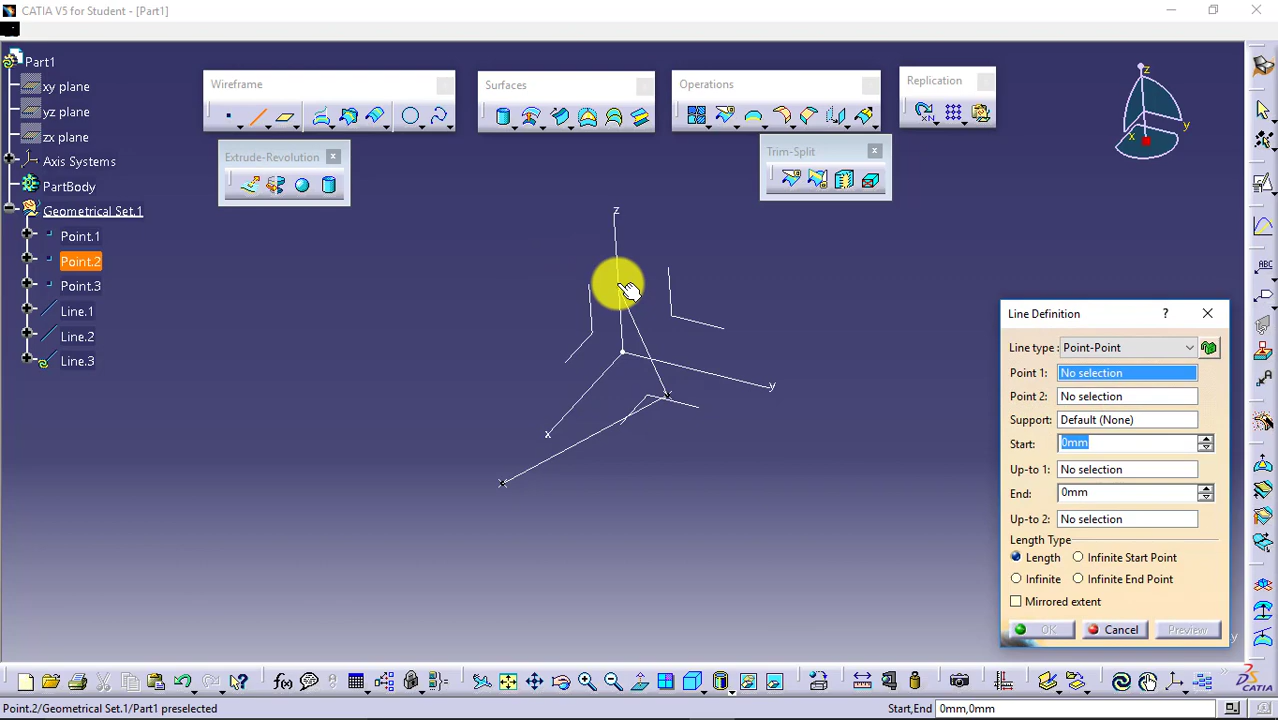 CATIA V5 for Student - [Part1]
Part1
xy plane
yz plane
zx plane
Axis Systems
PartBody
Geometrical Set.1
Point.1
Point.2
Point.3
Line.1
Line.2
Line.3
Wireframe
Extrude-Revolution
Surfaces
Operations
Trim-Split
Replication
XN
ABC
z
y
x
z
y
x
Line Definition
? ×
Line type : Point-Point
Point 1: No selection
Point 2: No selection
Support: Default (None)
Start: 0mm
Up-to 1: No selection
End: 0mm
Up-to 2: No selection
Length Type
Length Infinite Start Point
Infinite Infinite End Point
Mirrored extent
OK Cancel Preview
y
f(x)
Point.2/Geometrical Set.1/Part1 preselected
Start,End 0mm,0mm
CATIA